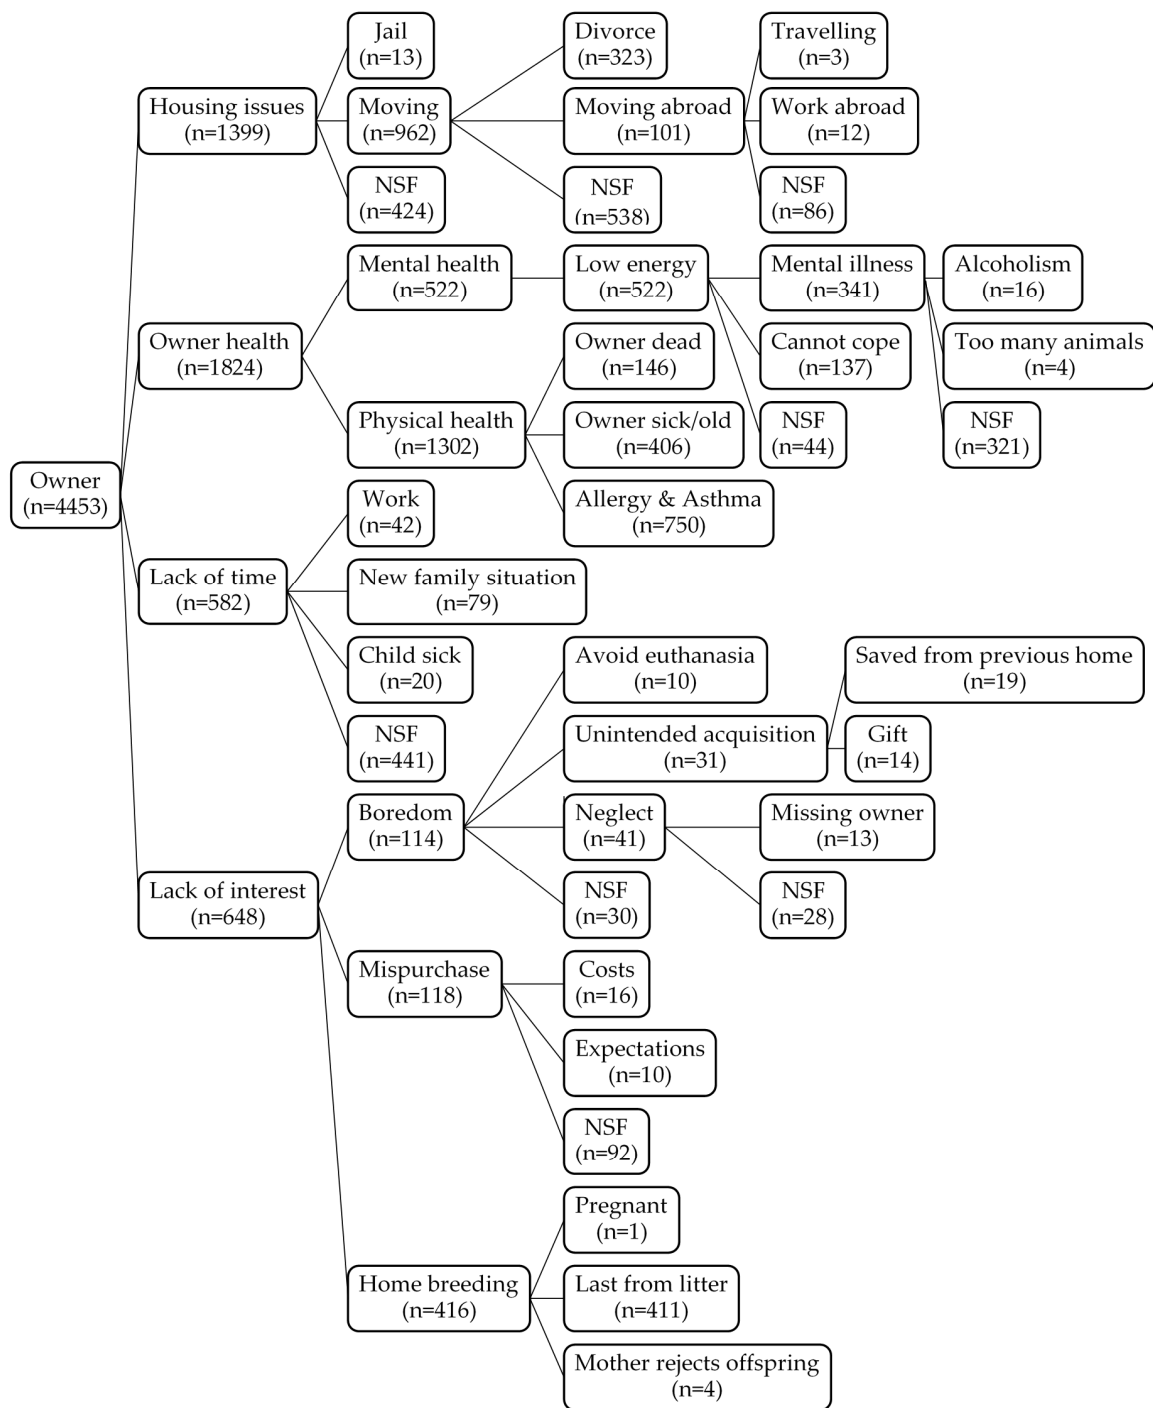 Owner
(n=4453)
Housing issues
(n=1399)
Jail
(n=13)
Moving
(n=962)
Divorce
(n=323)
Moving abroad
(n=101)
Travelling
(n=3)
Work abroad
(n=12)
NSF
(n=86)
NSF
(n=538)
NSF
(n=424)
Owner health
(n=1824)
Mental health
(n=522)
Low energy
(n=522)
Mental illness
(n=341)
Alcoholism
(n=16)
Too many animals
(n=4)
NSF
(n=321)
Cannot cope
(n=137)
NSF
(n=44)
Physical health
(n=1302)
Owner dead
(n=146)
Owner sick/old
(n=406)
Allergy & Asthma
(n=750)
Lack of time
(n=582)
Work
(n=42)
New family situation
(n=79)
Child sick
(n=20)
NSF
(n=441)
Lack of interest
(n=648)
Boredom
(n=114)
Avoid euthanasia
(n=10)
Unintended acquisition
(n=31)
Saved from previous home
(n=19)
Gift
(n=14)
Neglect
(n=41)
Missing owner
(n=13)
NSF
(n=28)
NSF
(n=30)
Mispurchase
(n=118)
Costs
(n=16)
Expectations
(n=10)
NSF
(n=92)
Home breeding
(n=416)
Pregnant
(n=1)
Last from litter
(n=411)
Mother rejects offspring
(n=4)